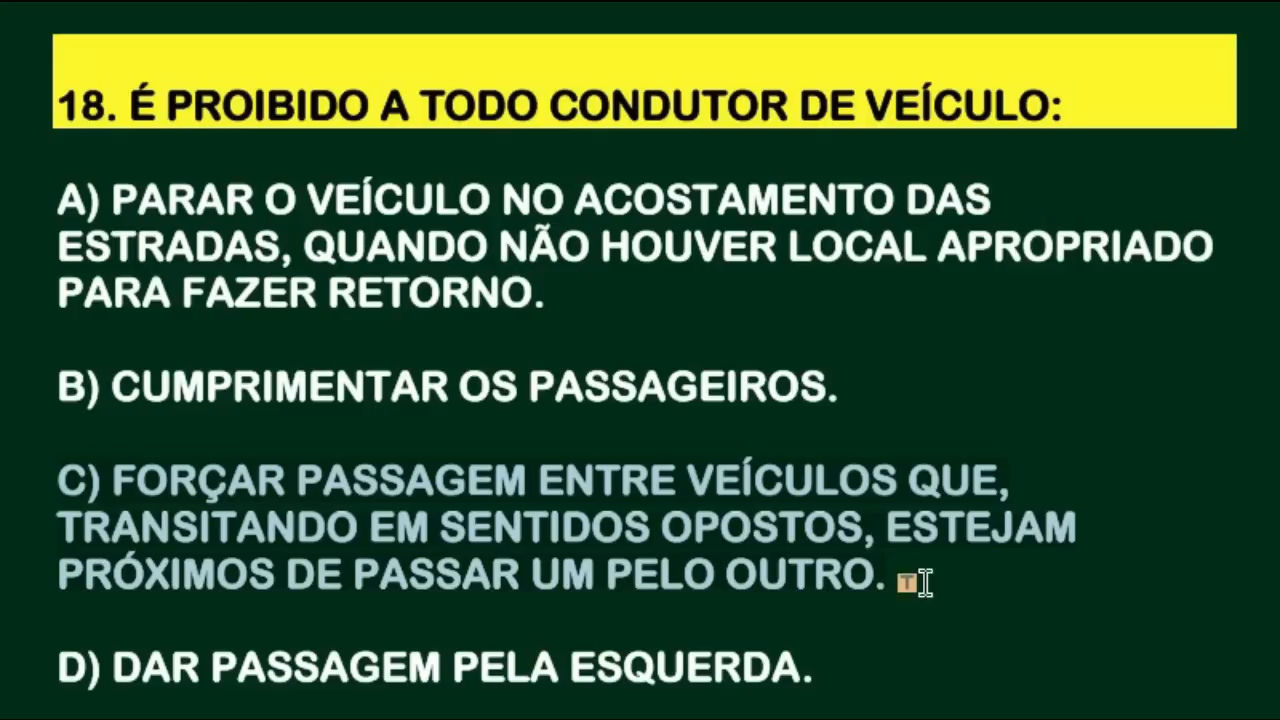 18. É PROIBIDO A TODO CONDUTOR DE VEÍCULO:
A) PARAR O VEÍCULO NO ACOSTAMENTO DAS
ESTRADAS, QUANDO NÃO HOUVER LOCAL APROPRIADO
PARA FAZER RETORNO.
B) CUMPRIMENTAR OS PASSAGEIROS.
C) FORÇAR PASSAGEM ENTRE VEÍCULOS QUE,
TRANSITANDO EM SENTIDOS OPOSTOS, ESTEJAM
PRÓXIMOS DE PASSAR UM PELO OUTRO. T
D) DAR PASSAGEM PELA ESQUERDA.